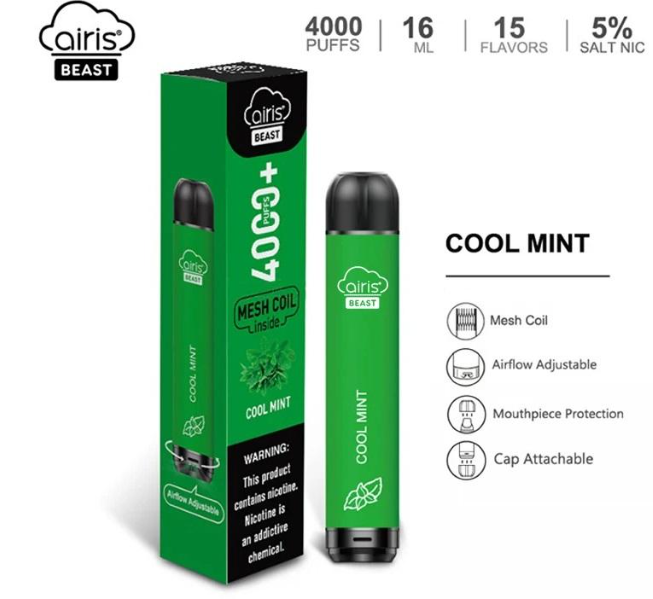 airis
BEAST
4000
PUFFS
16
ML
15
FLAVORS
5%
SALT NIC
airis
BEAST
4000+
PUFFS
MESH COIL
inside
COOL MINT
WARNING:
This product
contains nicotine.
Nicotine is
an addictive
chemical.
airis
BEAST
COOL MINT
Airflow Adjustable
airis
BEAST
COOL MINT
COOL MINT
Mesh Coil
Airflow Adjustable
Mouthpiece Protection
Cap Attachable